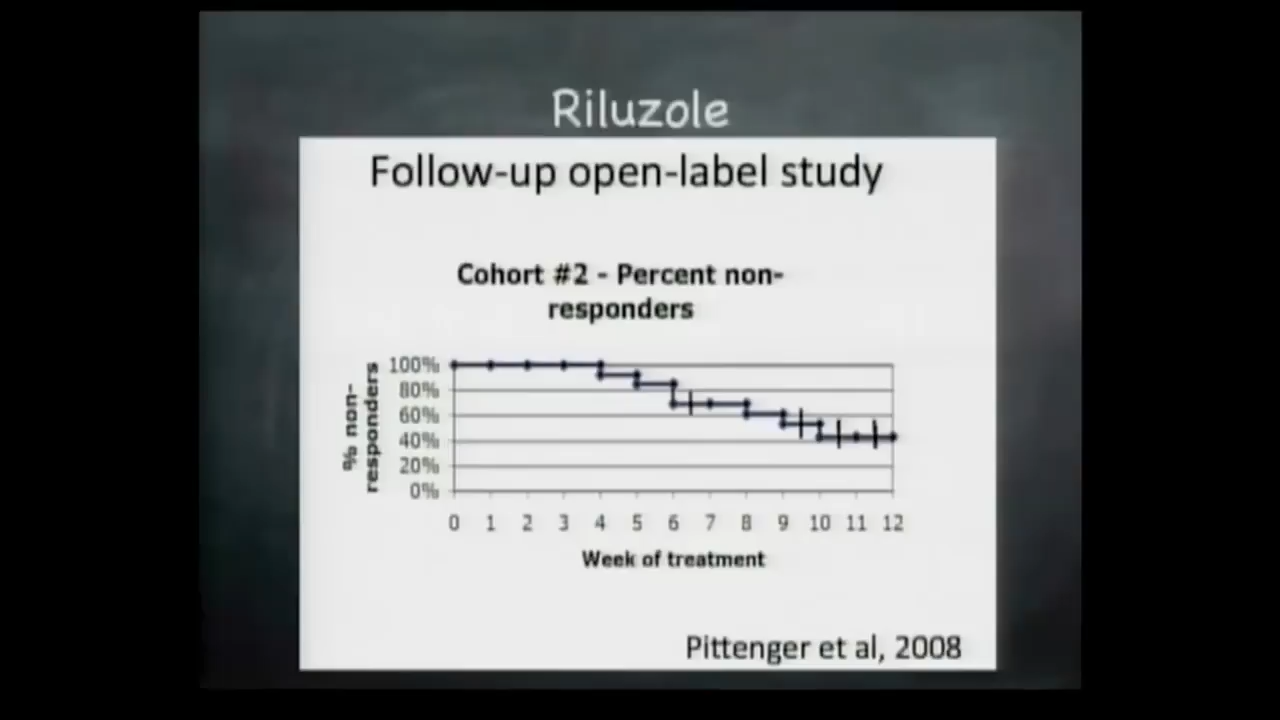 Riluzole
Follow-up open-label study
Cohort #2 - Percent non-
responders
% non-
responders
100%
80%
60%
40%
20%
0%
0 1 2 3 4 5 6 7 8 9 10 11 12
Week of treatment
Pittenger et al, 2008